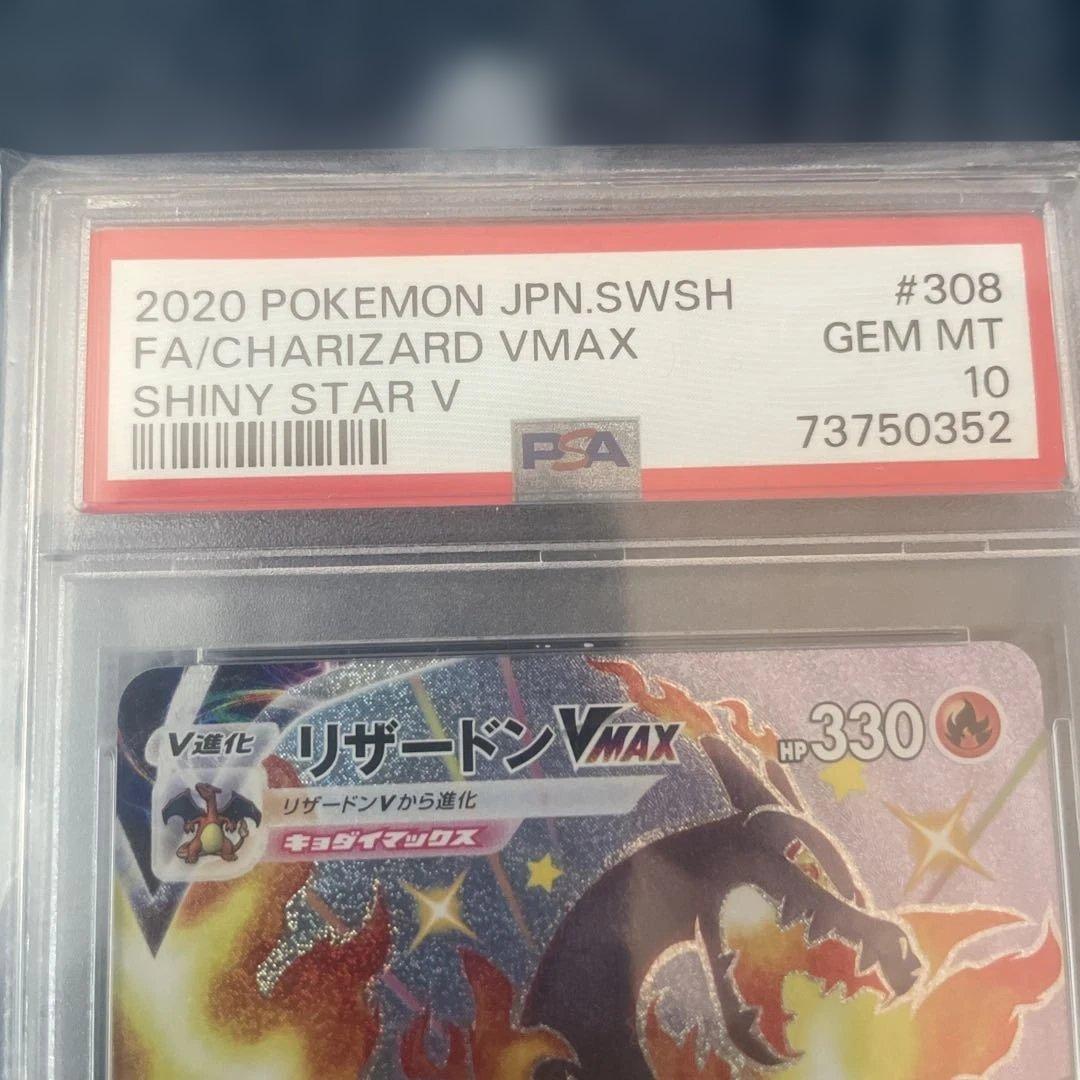 2020 POKEMON JPN.SWSH #308
FA/CHARIZARD VMAX GEM MT
SHINY STAR V 10
73750352
PSA
V進化 リザードンVMAX HP330
リザードンVから進化
キョダイマックス